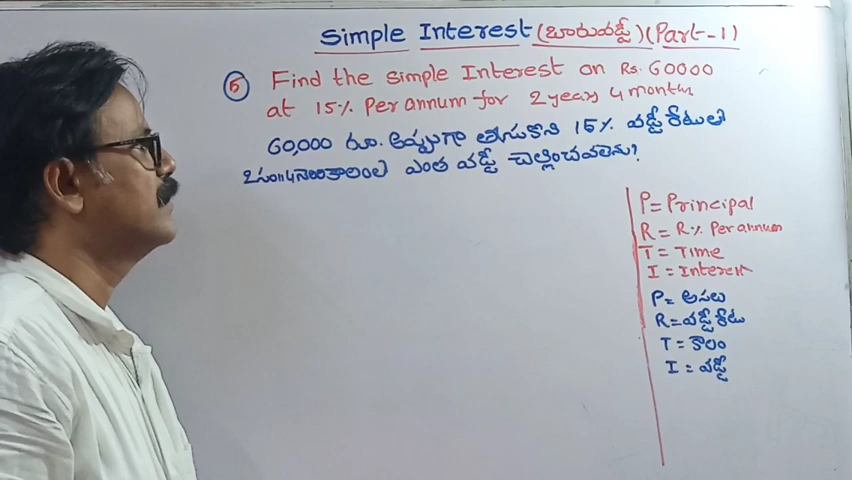 Simple Interest (బారువడ్డీ) (Part-1)
5 Find the simple Interest on Rs. 60000
at 15% Per annum for 2 years 4 months
60,000 రూ. అప్పుగా తీసుకొని 15% వడ్డీ రేటుతో
2సం॥4నెలలకాలంలో ఎంత వడ్డీ చెల్లించవలెను?
P = Principal
R = R% Per annum
T = Time
I = Interest
P = అసలు
R = వడ్డీ రేటు
T = కాలం
I = వడ్డీ